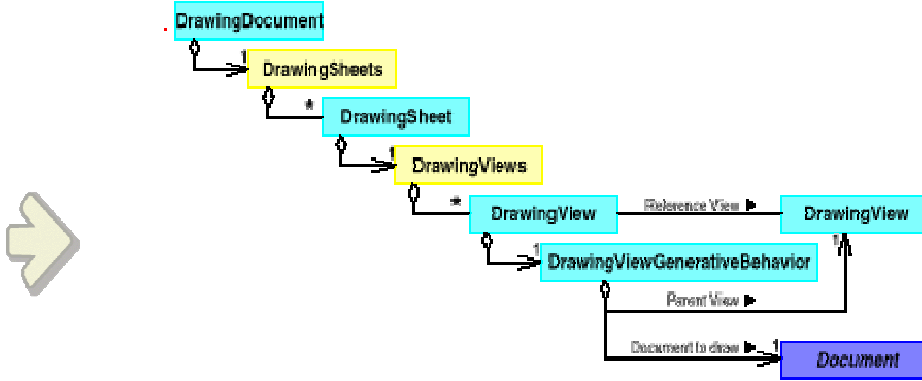 DrawingDocument
1
DrawingSheets
*
DrawingSheet
1
DrawingViews
*
DrawingView
Reference View
DrawingView
1
1
DrawingViewGenerativeBehavior
Parent View
Document to draw
1
Document